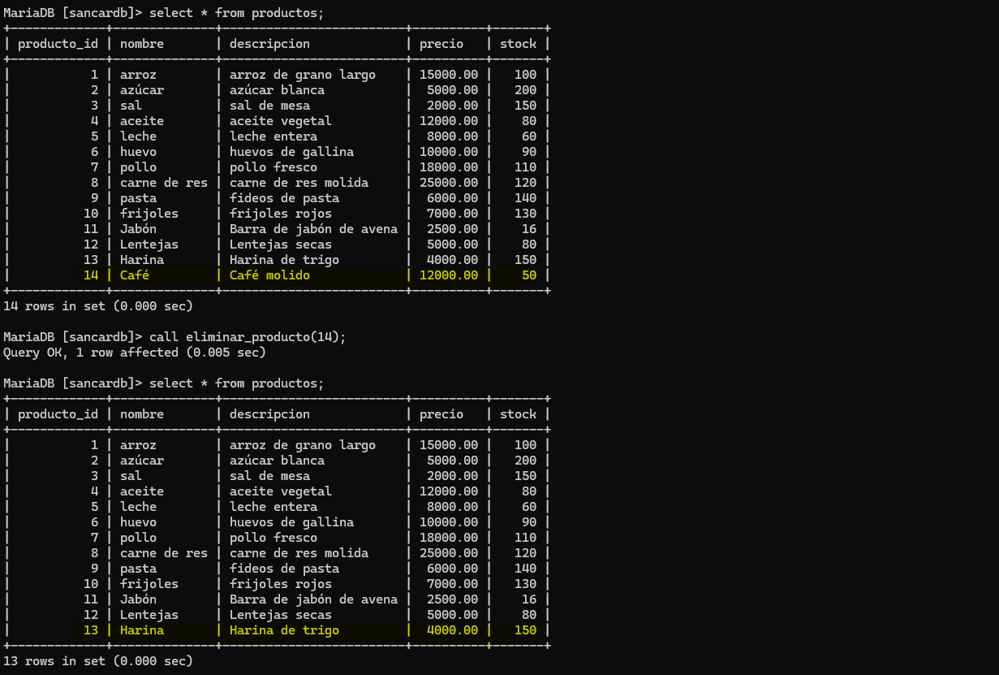 MariaDB [sancardb]> select * from productos;
+-------------+--------------+-------------------------+----------+-------+
| producto_id | nombre       | descripcion             | precio   | stock |
+-------------+--------------+-------------------------+----------+-------+
|           1 | arroz        | arroz de grano largo    | 15000.00 |   100 |
|           2 | azúcar       | azúcar blanca           |  5000.00 |   200 |
|           3 | sal          | sal de mesa             |  2000.00 |   150 |
|           4 | aceite       | aceite vegetal          | 12000.00 |    80 |
|           5 | leche        | leche entera            |  8000.00 |    60 |
|           6 | huevo        | huevos de gallina       | 10000.00 |    90 |
|           7 | pollo        | pollo fresco            | 18000.00 |   110 |
|           8 | carne de res | carne de res molida     | 25000.00 |   120 |
|           9 | pasta        | fideos de pasta         |  6000.00 |   140 |
|          10 | frijoles     | frijoles rojos          |  7000.00 |   130 |
|          11 | Jabón        | Barra de jabón de avena |  2500.00 |    16 |
|          12 | Lentejas     | Lentejas secas          |  5000.00 |    80 |
|          13 | Harina       | Harina de trigo         |  4000.00 |   150 |
|          14 | Café         | Café molido             | 12000.00 |    50 |
+-------------+--------------+-------------------------+----------+-------+
14 rows in set (0.000 sec)
MariaDB [sancardb]> call eliminar_producto(14);
Query OK, 1 row affected (0.005 sec)
MariaDB [sancardb]> select * from productos;
+-------------+--------------+-------------------------+----------+-------+
| producto_id | nombre       | descripcion             | precio   | stock |
+-------------+--------------+-------------------------+----------+-------+
|           1 | arroz        | arroz de grano largo    | 15000.00 |   100 |
|           2 | azúcar       | azúcar blanca           |  5000.00 |   200 |
|           3 | sal          | sal de mesa             |  2000.00 |   150 |
|           4 | aceite       | aceite vegetal          | 12000.00 |    80 |
|           5 | leche        | leche entera            |  8000.00 |    60 |
|           6 | huevo        | huevos de gallina       | 10000.00 |    90 |
|           7 | pollo        | pollo fresco            | 18000.00 |   110 |
|           8 | carne de res | carne de res molida     | 25000.00 |   120 |
|           9 | pasta        | fideos de pasta         |  6000.00 |   140 |
|          10 | frijoles     | frijoles rojos          |  7000.00 |   130 |
|          11 | Jabón        | Barra de jabón de avena |  2500.00 |    16 |
|          12 | Lentejas     | Lentejas secas          |  5000.00 |    80 |
|          13 | Harina       | Harina de trigo         |  4000.00 |   150 |
+-------------+--------------+-------------------------+----------+-------+
13 rows in set (0.000 sec)